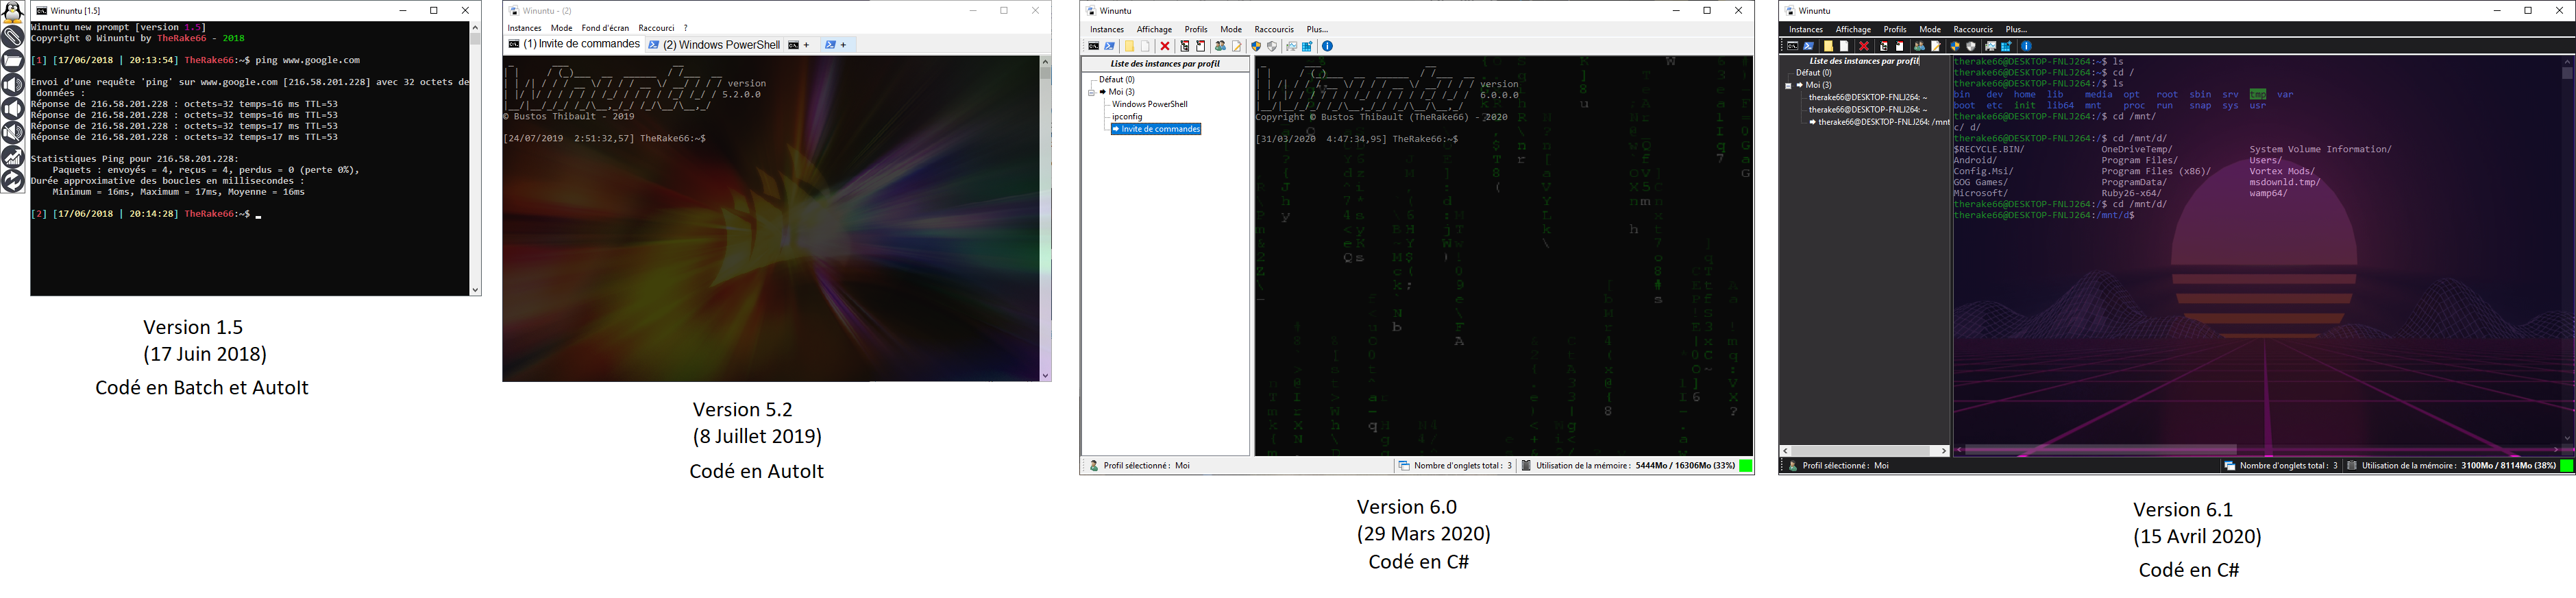 Winuntu [1.5]
Winuntu new prompt [version 1.5]
Copyright © Winuntu by TheRake66 - 2018
[1] [17/06/2018 | 20:13:54] TheRake66:~$ ping www.google.com
Envoi d'une requête 'ping' sur www.google.com [216.58.201.228] avec 32 octets de
données :
Réponse de 216.58.201.228 : octets=32 temps=16 ms TTL=53
Réponse de 216.58.201.228 : octets=32 temps=16 ms TTL=53
Réponse de 216.58.201.228 : octets=32 temps=17 ms TTL=53
Réponse de 216.58.201.228 : octets=32 temps=17 ms TTL=53
Statistiques Ping pour 216.58.201.228:
Paquets : envoyés = 4, reçus = 4, perdus = 0 (perte 0%),
Durée approximative des boucles en millisecondes :
Minimum = 16ms, Maximum = 17ms, Moyenne = 16ms
[2] [17/06/2018 | 20:14:28] TheRake66:~$ _
Version 1.5
(17 Juin 2018)
Codé en Batch et AutoIt
Winuntu - (2)
Instances Mode Fond d'écran Raccourci ?
(1) Invite de commandes (2) Windows PowerShell + +
version
5.2.0.0
© Bustos Thibault - 2019
[24/07/2019 2:51:32,57] TheRake66:~$
Version 5.2
(8 Juillet 2019)
Codé en AutoIt
Winuntu
Instances Affichage Profils Mode Raccourcis Plus...
Liste des instances par profil
Défaut (0)
Moi (3)
Windows PowerShell
ipconfig
Invite de commandes
version
6.0.0.0
Copyright © Bustos Thibault (TheRake66) - 2020
[31/03/2020 4:47:34,95] TheRake66:~$
Profil sélectionné : Moi
Nombre d'onglets total : 3
Utilisation de la mémoire : 5444Mo / 16306Mo (33%)
Version 6.0
(29 Mars 2020)
Codé en C#
Winuntu
Instances Affichage Profils Mode Raccourcis Plus...
Liste des instances par profil
Défaut (0)
Moi (3)
therake66@DESKTOP-FNLJ264: ~
therake66@DESKTOP-FNLJ264: ~
therake66@DESKTOP-FNLJ264: /mnt
therake66@DESKTOP-FNLJ264:~$ ls
therake66@DESKTOP-FNLJ264:~$ cd /
therake66@DESKTOP-FNLJ264:/$ ls
bin dev home lib media opt root sbin srv tmp var
boot etc init lib64 mnt proc run snap sys usr
therake66@DESKTOP-FNLJ264:/$ cd /mnt/
c/ d/
therake66@DESKTOP-FNLJ264:/$ cd /mnt/d/
$RECYCLE.BIN/ OneDriveTemp/ System Volume Information/
Android/ Program Files/ Users/
Config.Msi/ Program Files (x86)/ Vortex Mods/
GOG Games/ ProgramData/ msdownld.tmp/
Microsoft/ Ruby26-x64/ wamp64/
therake66@DESKTOP-FNLJ264:/$ cd /mnt/d/
therake66@DESKTOP-FNLJ264:/mnt/d$
Profil sélectionné : Moi
Nombre d'onglets total : 3
Utilisation de la mémoire : 3100Mo / 8114Mo (38%)
Version 6.1
(15 Avril 2020)
Codé en C#